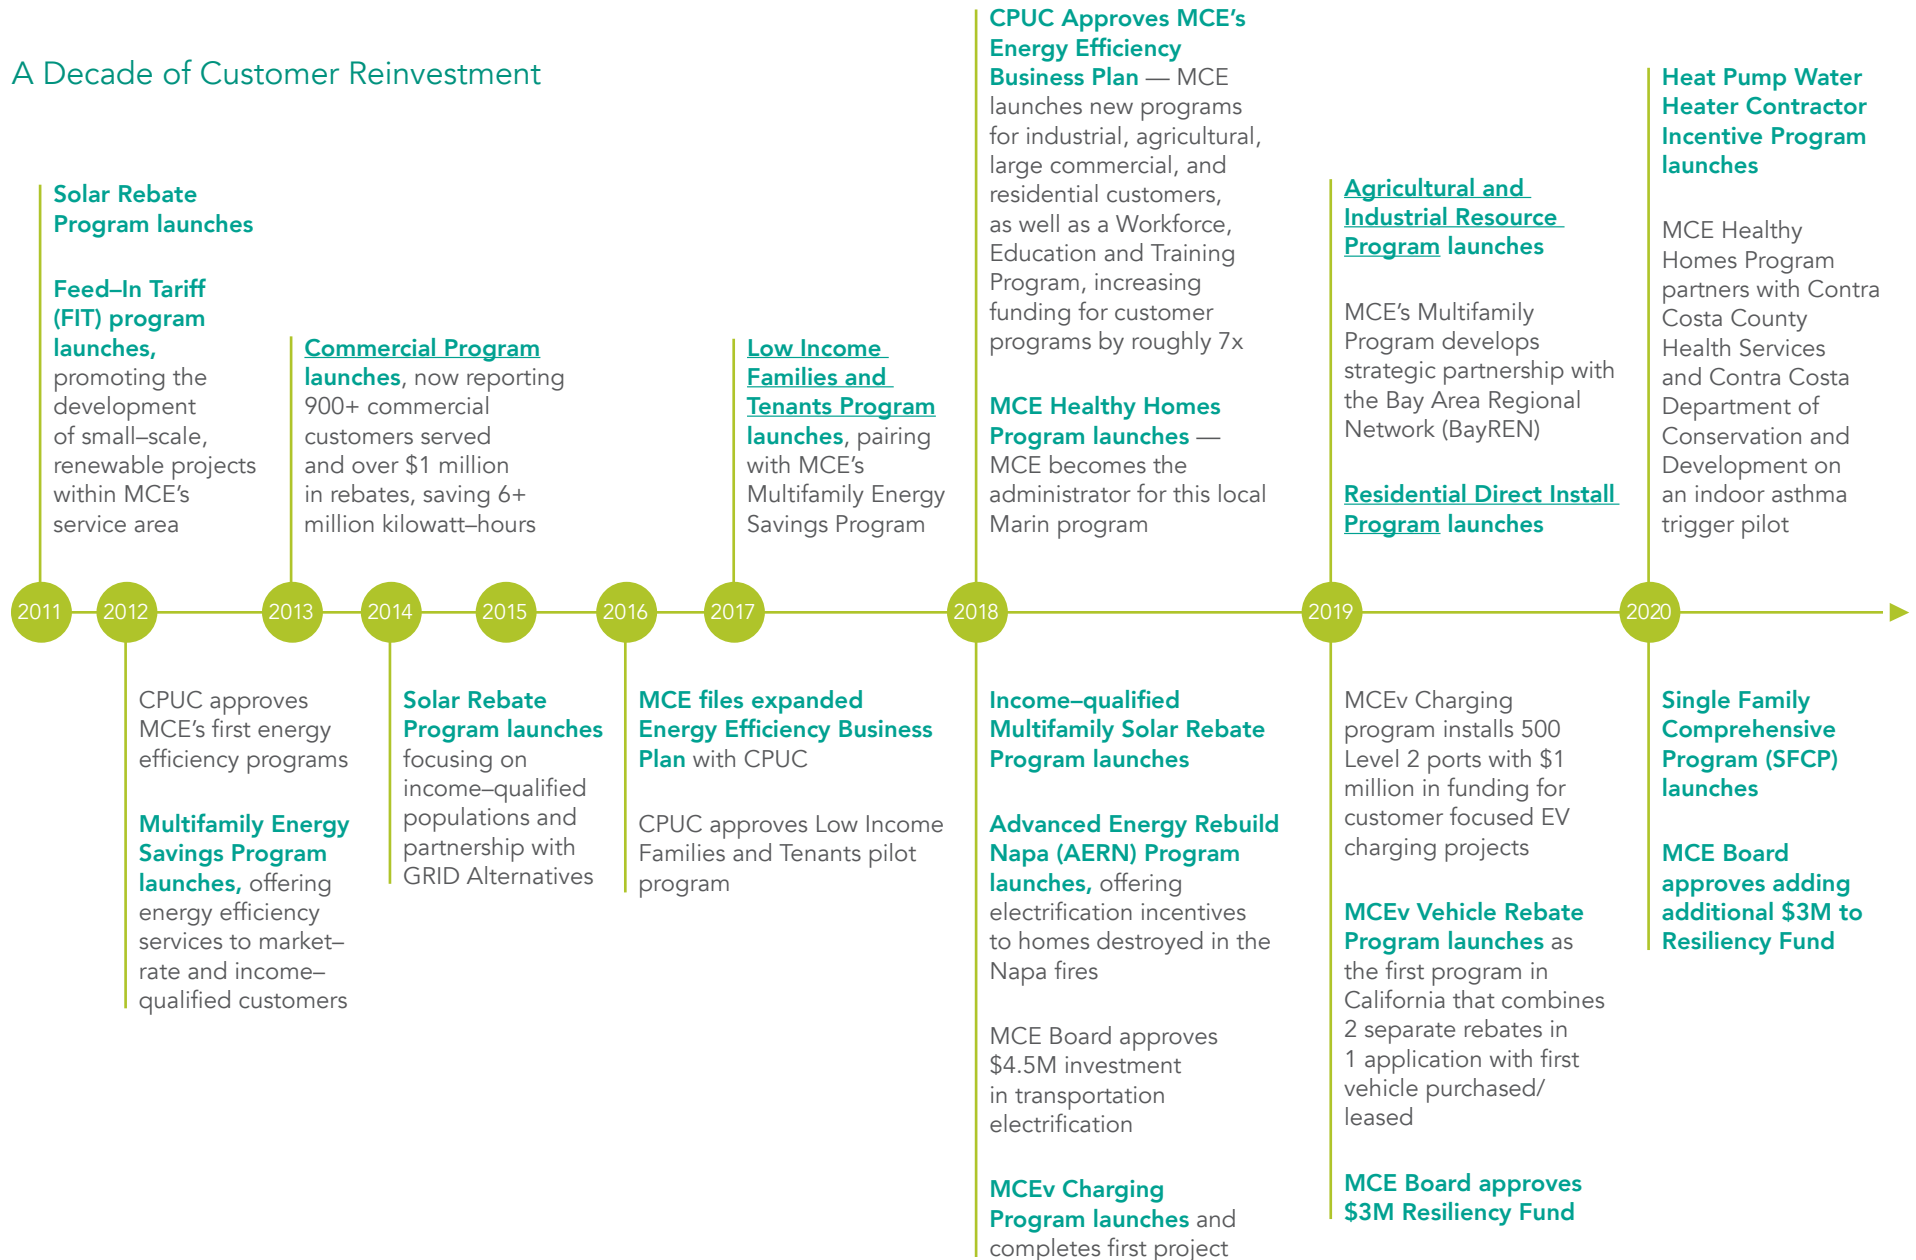 A Decade of Customer Reinvestment
Solar Rebate
Program launches
Feed–In Tariff
(FIT) program
launches,
promoting the
development
of small–scale,
renewable projects
within MCE's
service area
Commercial Program
launches, now reporting
900+ commercial
customers served
and over $1 million
in rebates, saving 6+
million kilowatt–hours
Low Income
Families and
Tenants Program
launches, pairing
with MCE's
Multifamily Energy
Savings Program
CPUC Approves MCE's
Energy Efficiency
Business Plan — MCE
launches new programs
for industrial, agricultural,
large commercial, and
residential customers,
as well as a Workforce,
Education and Training
Program, increasing
funding for customer
programs by roughly 7x
MCE Healthy Homes
Program launches —
MCE becomes the
administrator for this local
Marin program
Agricultural and
Industrial Resource
Program launches
MCE's Multifamily
Program develops
strategic partnership with
the Bay Area Regional
Network (BayREN)
Residential Direct Install
Program launches
Heat Pump Water
Heater Contractor
Incentive Program
launches
MCE Healthy
Homes Program
partners with Contra
Costa County
Health Services
and Contra Costa
Department of
Conservation and
Development on
an indoor asthma
trigger pilot
2011
2012
2013
2014
2015
2016
2017
2018
2019
2020
CPUC approves
MCE's first energy
efficiency programs
Multifamily Energy
Savings Program
launches, offering
energy efficiency
services to market–
rate and income–
qualified customers
Solar Rebate
Program launches
focusing on
income–qualified
populations and
partnership with
GRID Alternatives
MCE files expanded
Energy Efficiency Business
Plan with CPUC
CPUC approves Low Income
Families and Tenants pilot
program
Income–qualified
Multifamily Solar Rebate
Program launches
Advanced Energy Rebuild
Napa (AERN) Program
launches, offering
electrification incentives
to homes destroyed in the
Napa fires
MCE Board approves
$4.5M investment
in transportation
electrification
MCEv Charging
Program launches and
completes first project
MCEv Charging
program installs 500
Level 2 ports with $1
million in funding for
customer focused EV
charging projects
MCEv Vehicle Rebate
Program launches as
the first program in
California that combines
2 separate rebates in
1 application with first
vehicle purchased/
leased
MCE Board approves
$3M Resiliency Fund
Single Family
Comprehensive
Program (SFCP)
launches
MCE Board
approves adding
additional $3M to
Resiliency Fund